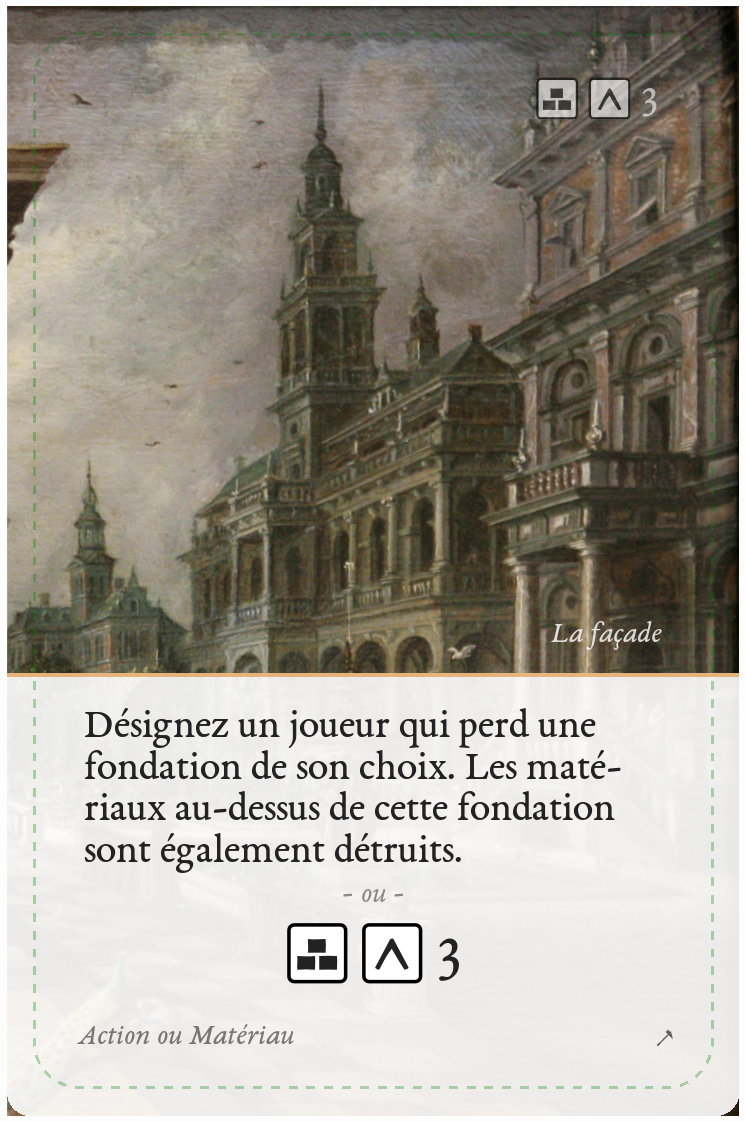 3
La façade
Désignez un joueur qui perd une
fondation de son choix. Les maté-
riaux au-dessus de cette fondation
sont également détruits.
- ou -
3
Action ou Matériau